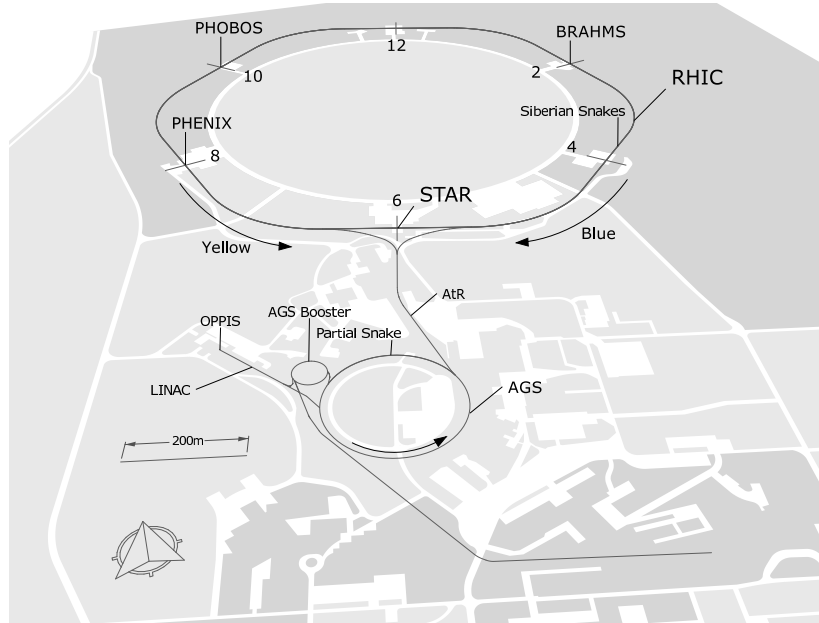 PHOBOS
12
BRAHMS
10
2
RHIC
Siberian Snakes
PHENIX
8
4
6
STAR
Yellow
Blue
AtR
AGS Booster
OPPIS
Partial Snake
LINAC
AGS
200m